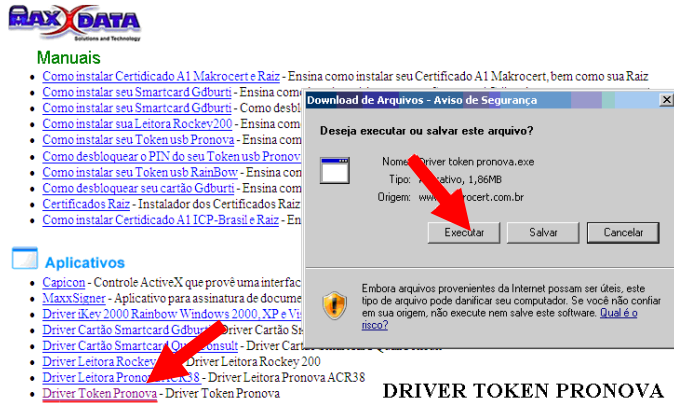 MAXXDATA
Solutions and Technology
Manuais
Como instalar Certidicado A1 Makrocert e Raiz - Ensina como instalar seu Certificado A1 Makrocert, bem como sua Raiz
Como instalar seu Smartcard Gdburti - Ensina com
Como instalar seu Smartcard Gdburti - Como desbl
Como instalar sua Leitora Rockey200 - Ensina com
Como instalar seu Token usb Pronova - Ensina com
Como desbloquear o PIN do seu Token usb Pronov
Como instalar seu Token usb RainBow - Ensina com
Como desbloquear seu cartão Gdburti - Ensina com
Certificados Raiz - Instalador dos Certificados Raiz
Como instalar Certidicado A1 ICP-Brasil e Raiz - En
Download de Arquivos - Aviso de Segurança
Deseja executar ou salvar este arquivo?
Nome: Driver token pronova.exe
Tipo: 1,86MB
Origem:
Executar
Salvar
Cancelar
Embora arquivos provenientes da Internet possam ser úteis, este
tipo de arquivo pode danificar seu computador. Se você não confiar
em sua origem, não execute nem salve este software. Qual é o
risco?
Aplicativos
Capicon - Controle ActiveX que provê uma interfac
MaxxSigner - Aplicativo para assinatura de docume
Driver iKey 2000 Rainbow Windows 2000, XP e Vi
Driver Cartão Smartcard Gdburti - Driver Cartão Sm
Driver Cartão Smartcard
Driver Leitora Rockey Driver Leitora Rockey 200
Driver Leitora Pronova ACR38 - Driver Leitora Pronova ACR38
Driver Token Pronova - Driver Token Pronova
DRIVER TOKEN PRONOVA